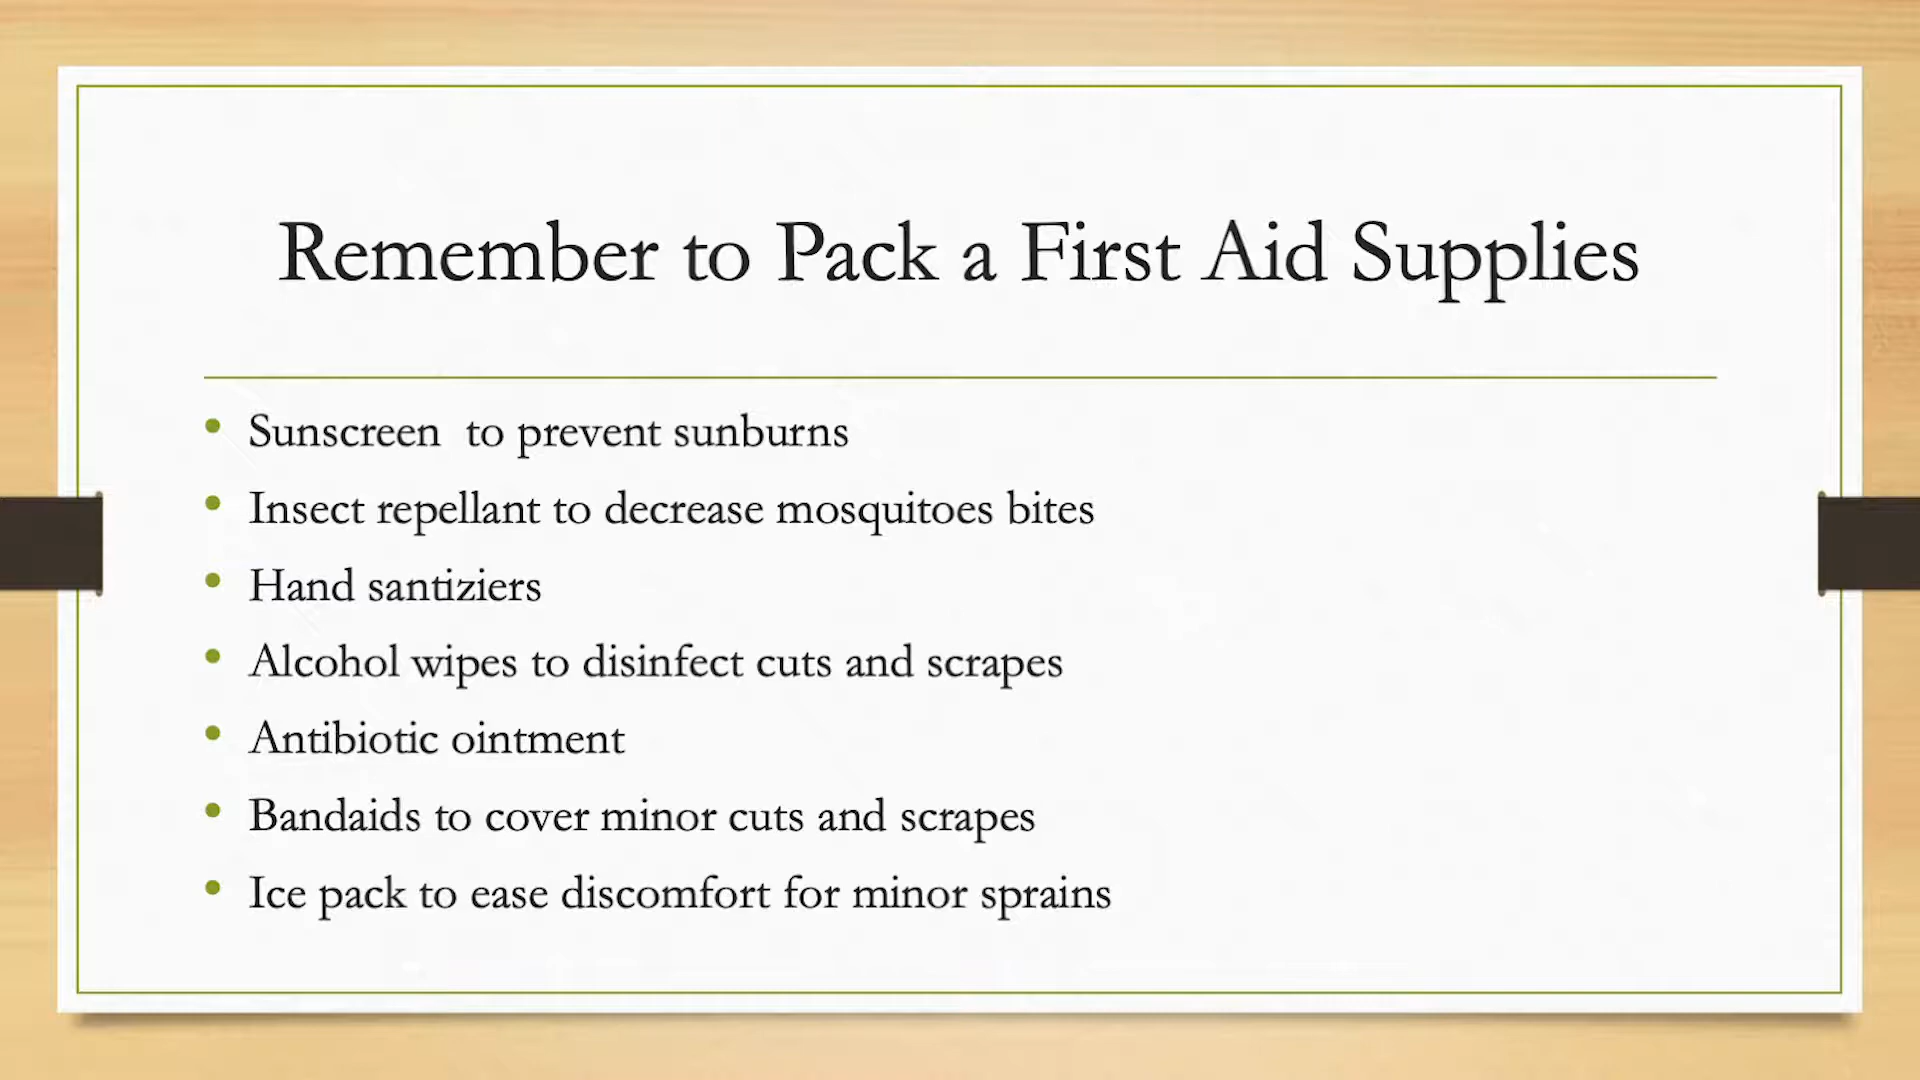 Remember to Pack a First Aid Supplies
• Sunscreen  to prevent sunburns
• Insect repellant to decrease mosquitoes bites
• Hand santiziers
• Alcohol wipes to disinfect cuts and scrapes
• Antibiotic ointment
• Bandaids to cover minor cuts and scrapes
• Ice pack to ease discomfort for minor sprains